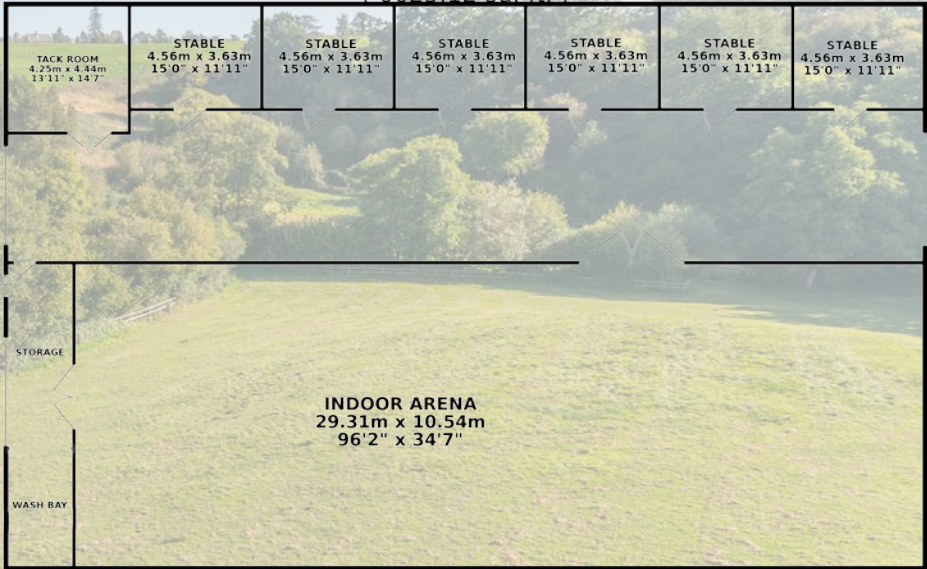 TACK ROOM
4.25m x 4.44m
13'11" x 14'7"
STABLE
4.56m x 3.63m
15'0" x 11'11"
STABLE
4.56m x 3.63m
15'0" x 11'11"
STABLE
4.56m x 3.63m
15'0" x 11'11"
STABLE
4.56m x 3.63m
15'0" x 11'11"
STABLE
4.56m x 3.63m
15'0" x 11'11"
STABLE
4.56m x 3.63m
15'0" x 11'11"
STORAGE
INDOOR ARENA
29.31m x 10.54m
96'2" x 34'7"
WASH BAY